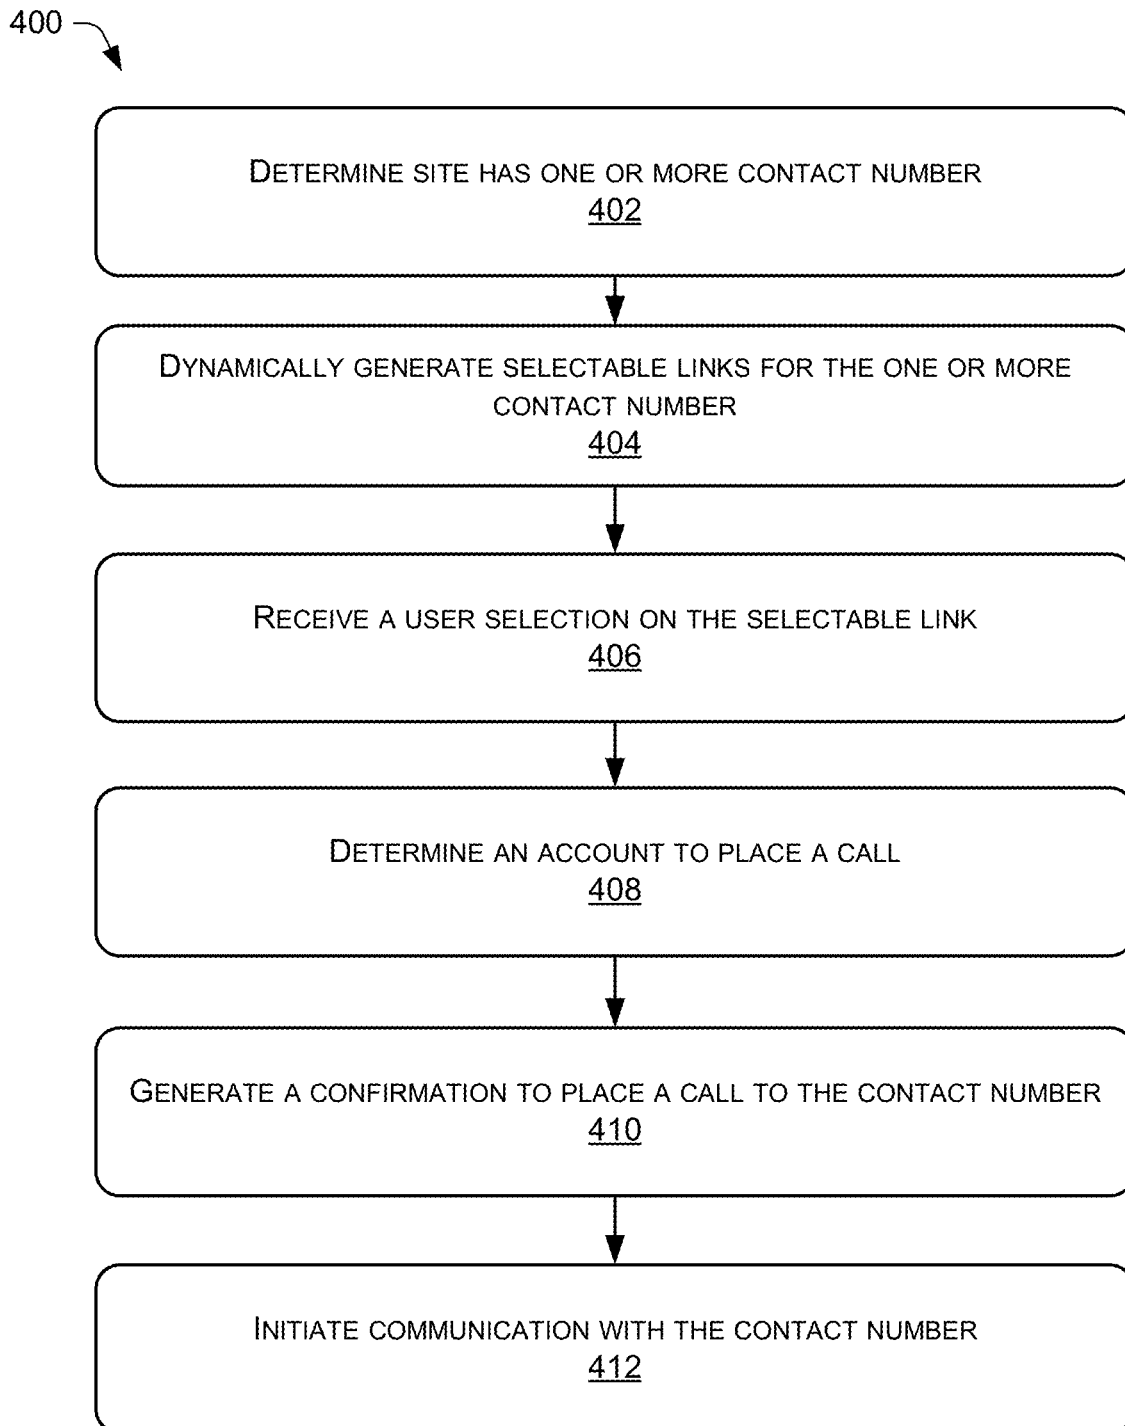 400
DETERMINE SITE HAS ONE OR MORE CONTACT NUMBER
402
DYNAMICALLY GENERATE SELECTABLE LINKS FOR THE ONE OR MORE
CONTACT NUMBER
404
RECEIVE A USER SELECTION ON THE SELECTABLE LINK
406
DETERMINE AN ACCOUNT TO PLACE A CALL
408
GENERATE A CONFIRMATION TO PLACE A CALL TO THE CONTACT NUMBER
410
INITIATE COMMUNICATION WITH THE CONTACT NUMBER
412